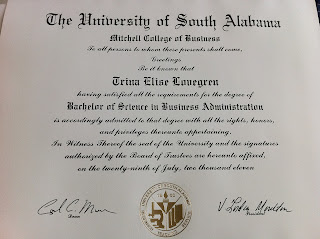 The University of South Alabama
Mitchell College of Business
To all persons to whom these presents shall come,
Greetings
Be it known that
Trina Elise Lovegren
having satisfied all the requirements for the degree of
Bachelor of Science in Business Administration
is accordingly admitted to that degree with all the rights, honors,
and privileges thereunto appertaining.
In Witness Thereof the seal of the University and the signatures
authorized by the Board of Trustees are hereunto affixed,
on the twenty-ninth of July, two thousand eleven
Dean
President